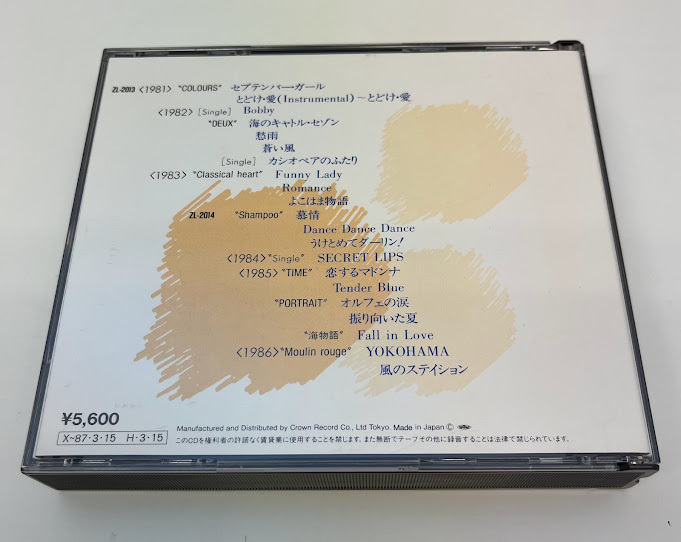 ZL-2013 〈1981〉 "COLOURS" セプテンバー・ガール
とどけ・愛(Instrumental)～とどけ・愛
〈1982〉 [Single] Bobby
"DEUX" 海のキャトル・セゾン
愁雨
蒼い風
[Single] カシオペアのふたり
〈1983〉 "Classical heart" Funny Lady
Romance
よこはま物語
ZL-2014 "Shampoo" 慕情
Dance Dance Dance
うけとめてダーリン!
〈1984〉 "Single" SECRET LIPS
〈1985〉 "TIME" 恋するマドンナ
Tender Blue
"PORTRAIT" オルフェの涙
振り向いた夏
"海物語" Fall in Love
〈1986〉 "Moulin rouge" YOKOHAMA
風のステイション
¥5,600
Manufactured and Distributed by Crown Record Co., Ltd Tokyo. Made in Japan Ⓒ
X-87・3・15 H・3・15
このCDを権利者の許諾なく賃貸業に使用することを禁じます。また無断でテープその他に録音することは法律で禁じられています。